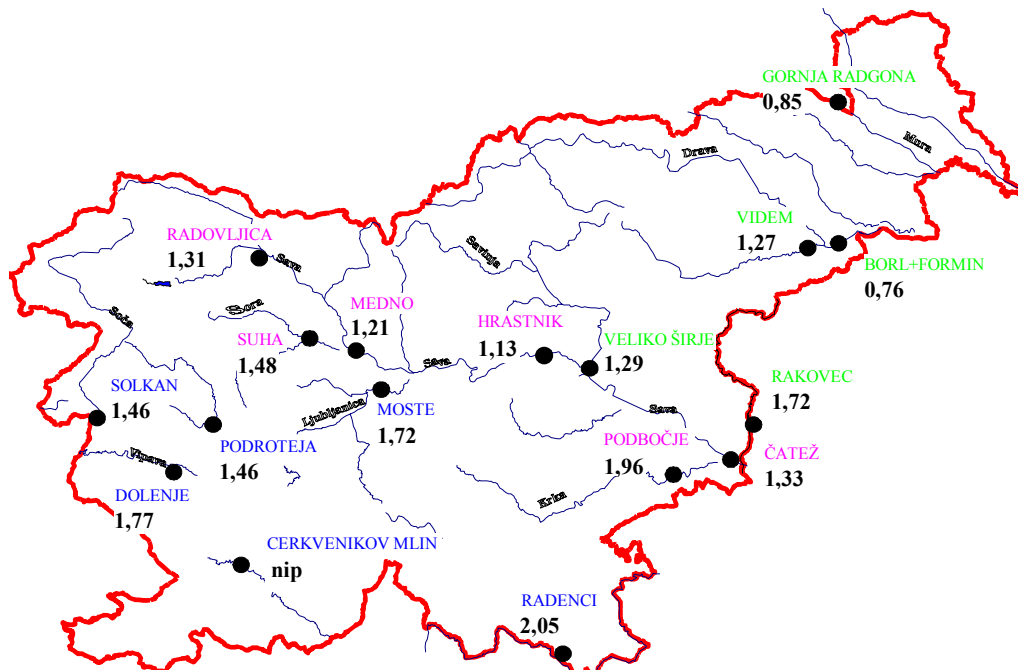 GORNJA RADGONA
0,85
Mura
Drava
VIDEM
1,27
BORL+FORMIN
0,76
RADOVLJICA
1,31
Sava
Savinja
Soča
Sora
MEDNO
1,21
SUHA
1,48
HRASTNIK
1,13
VELIKO ŠIRJE
1,29
Sava
SOLKAN
1,46
Ljubljanica
MOSTE
1,72
RAKOVEC
1,72
Sava
PODROTEJA
1,46
Vipava
DOLENJE
1,77
PODBOČJE
1,96
ČATEŽ
1,33
Krka
CERKVENIKOV MLIN
nip
RADENCI
2,05